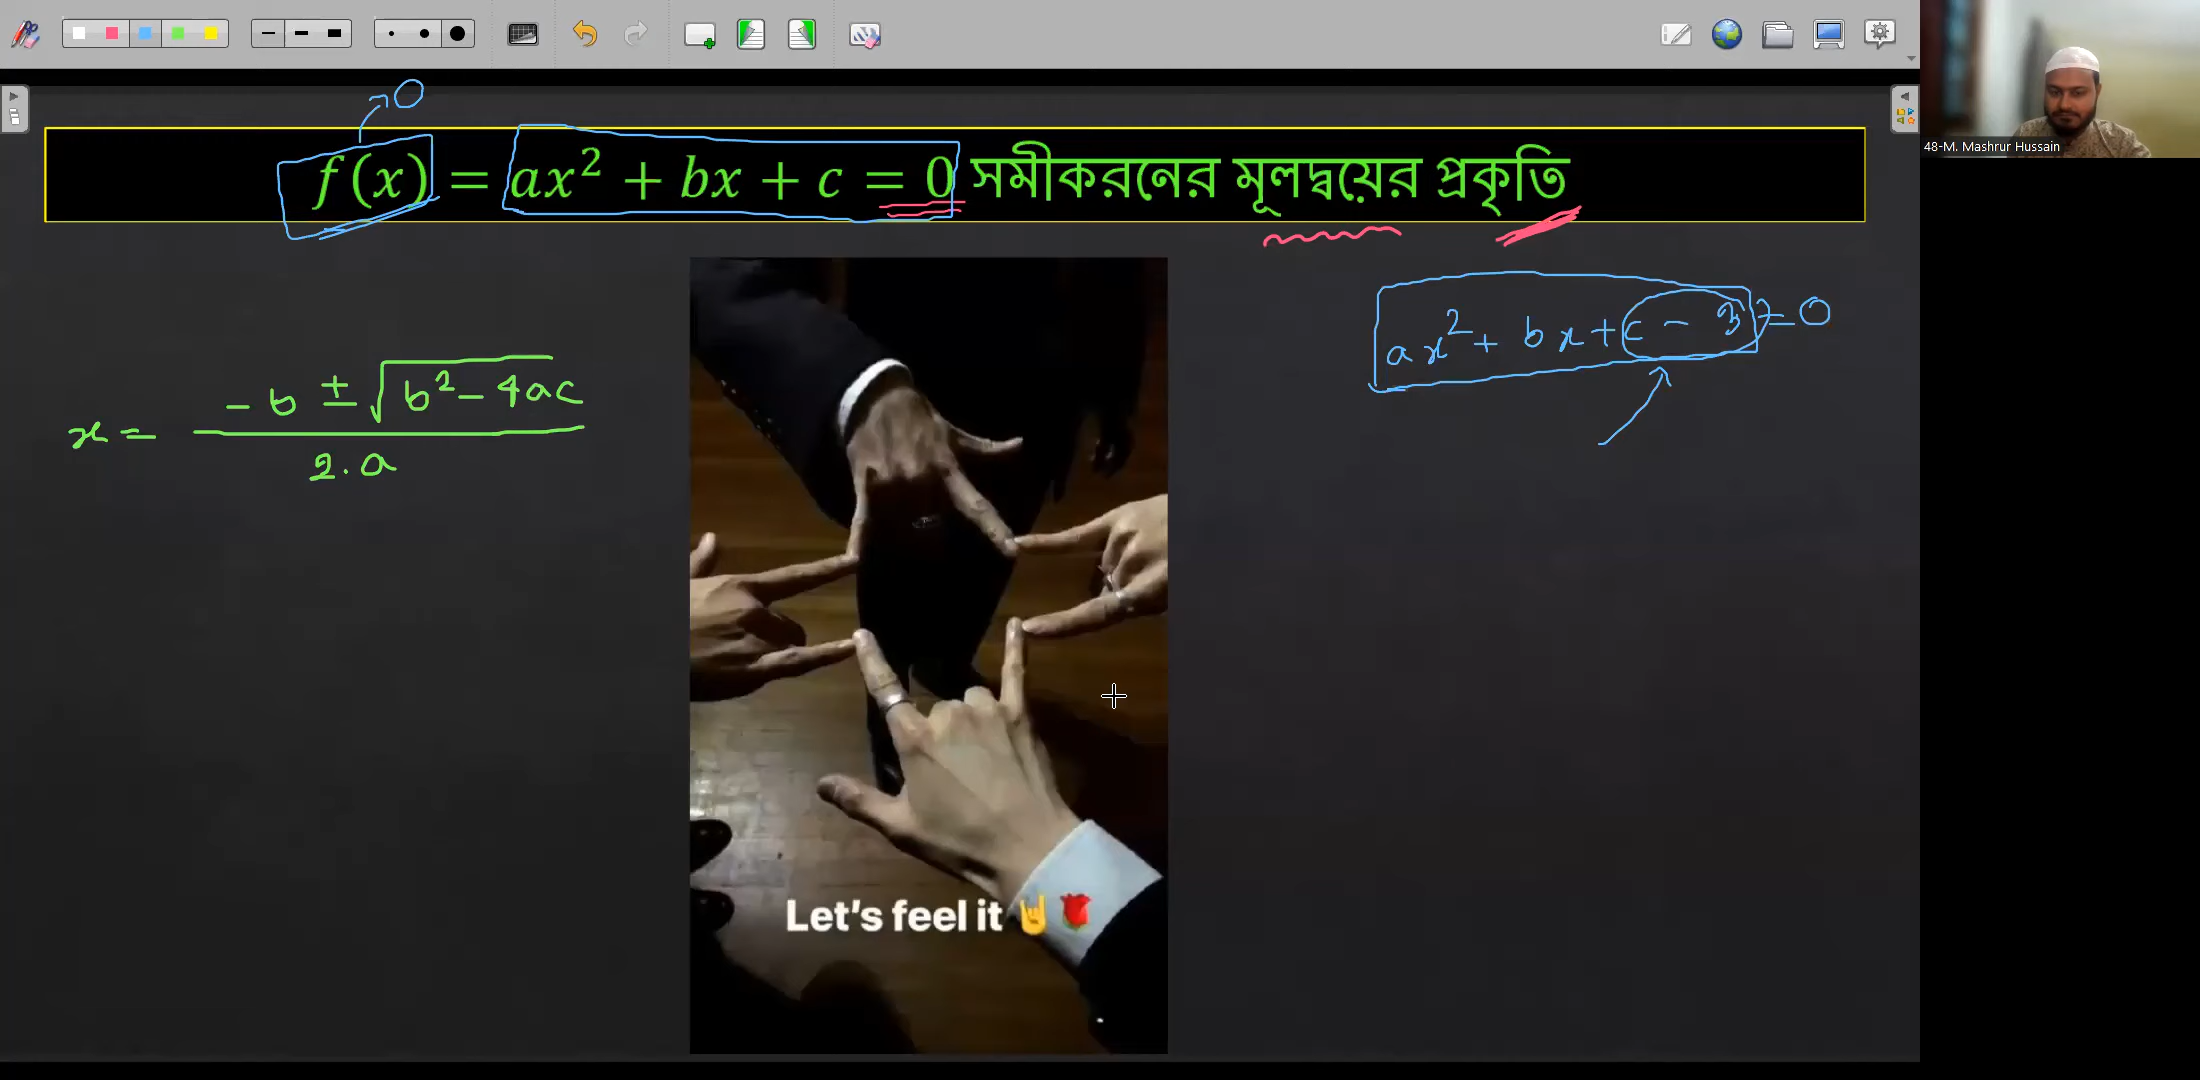 0
f(x) = ax² + bx + c = 0 সমীকরনের মূলদ্বয়ের প্রকৃতি
48-M. Mashrur Hussain
ax² + bx + c - 3 = 0
x = (-b ± √(b² - 4ac)) / (2.a)
Let's feel it 🤘🌹